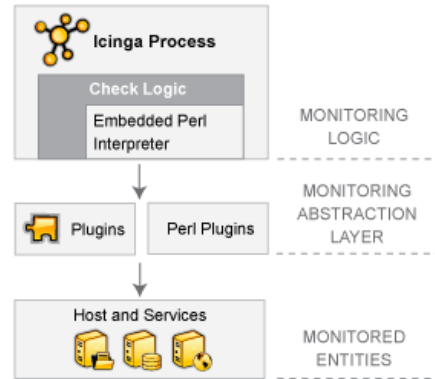 Icinga Process
Check Logic
Embedded Perl
Interpreter
MONITORING
LOGIC
Plugins
Perl Plugins
MONITORING
ABSTRACTION
LAYER
Host and Services
MONITORED
ENTITIES